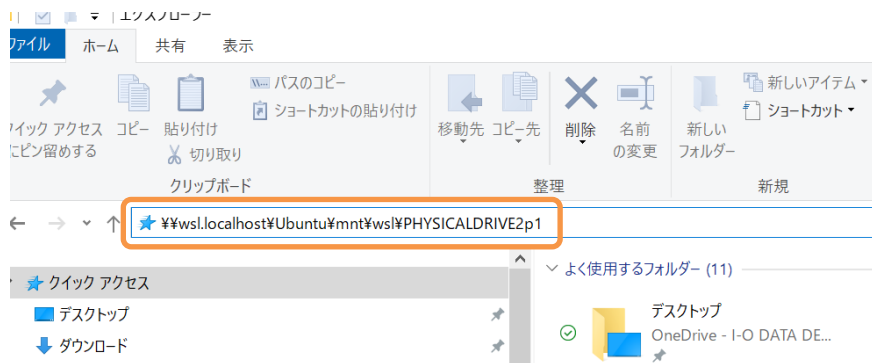 エクスプローラー
ファイル ホーム 共有 表示
クイック アクセス
にピン留めする
コピー
貼り付け
パスのコピー
ショートカットの貼り付け
切り取り
クリップボード
移動先
コピー先
削除
名前
の変更
整理
新しい
フォルダー
新しいアイテム
ショートカット
新規
¥¥wsl.localhost¥Ubuntu¥mnt¥wsl¥PHYSICALDRIVE2p1
クイック アクセス
デスクトップ
ダウンロード
よく使用するフォルダー (11)
デスクトップ
OneDrive - I-O DATA DE...